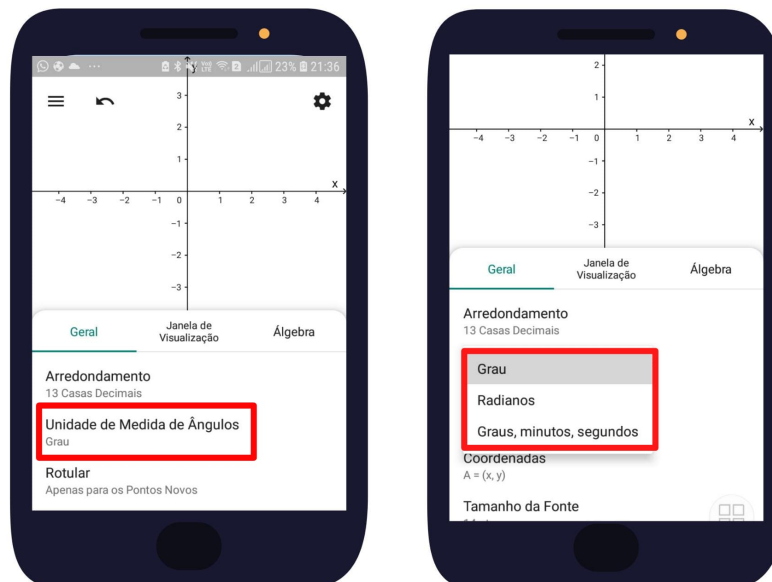 23% 21:36
y
3
2
1
x
−4 −3 −2 −1 0 1 2 3 4
−1
−2
−3
Geral
Janela de
Visualização
Álgebra
Arredondamento
13 Casas Decimais
Unidade de Medida de Ângulos
Grau
Rotular
Apenas para os Pontos Novos
2
1
x
−4 −3 −2 −1 0 1 2 3 4
−1
−2
−3
Geral
Janela de
Visualização
Álgebra
Arredondamento
13 Casas Decimais
Grau
Radianos
Graus, minutos, segundos
Coordenadas
A = (x, y)
Tamanho da Fonte